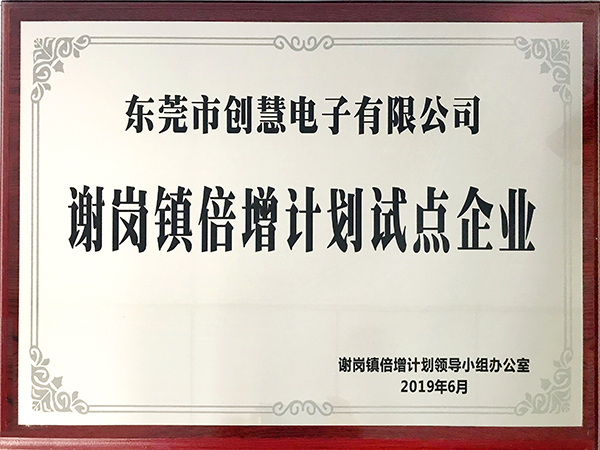 东莞市创慧电子有限公司
谢岗镇倍增计划试点企业
谢岗镇倍增计划领导小组办公室
2019年6月